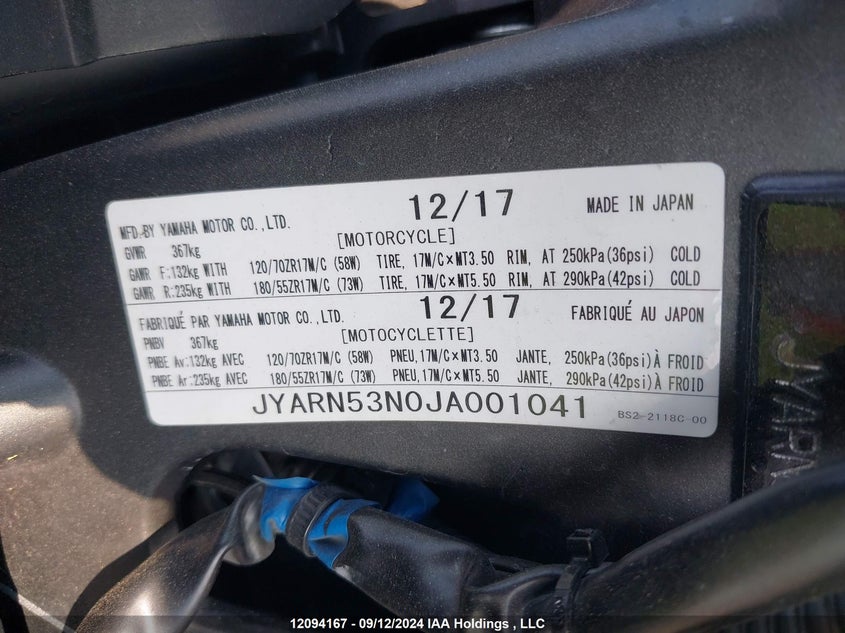 MFD.BY YAMAHA MOTOR CO.,LTD. 12/17 MADE IN JAPAN
GVWR 367kg [MOTORCYCLE]
GAWR F:132kg WITH 120/70ZR17M/C (58W) TIRE, 17M/C×MT3.50 RIM, AT 250kPa(36psi) COLD
GAWR R:235kg WITH 180/55ZR17M/C (73W) TIRE, 17M/C×MT5.50 RIM, AT 290kPa(42psi) COLD
FABRIQUÉ PAR YAMAHA MOTOR CO.,LTD. 12/17 FABRIQUÉ AU JAPON
PNBV 367kg [MOTOCYCLETTE]
PNBE Av:132kg AVEC 120/70ZR17M/C (58W) PNEU,17M/C×MT3.50 JANTE, 250kPa(36psi)À FROID
PNBE Ar:235kg AVEC 180/55ZR17M/C (73W) PNEU,17M/C×MT5.50 JANTE, 290kPa(42psi)À FROID
JYARN53N0JA001041 BS2-2118C-00
12094167 - 09/12/2024 IAA Holdings , LLC